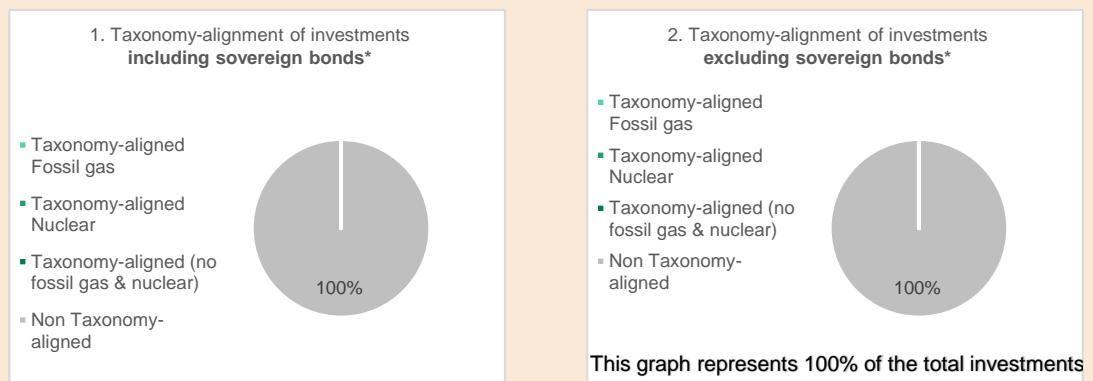 1. Taxonomy-alignment of investments
including sovereign bonds*
Taxonomy-aligned
Fossil gas
Taxonomy-aligned
Nuclear
Taxonomy-aligned (no
fossil gas & nuclear)
Non Taxonomy-
aligned
100%
2. Taxonomy-alignment of investments
excluding sovereign bonds*
Taxonomy-aligned
Fossil gas
Taxonomy-aligned
Nuclear
Taxonomy-aligned (no
fossil gas & nuclear)
Non Taxonomy-
aligned
100%
This graph represents 100% of the total investments